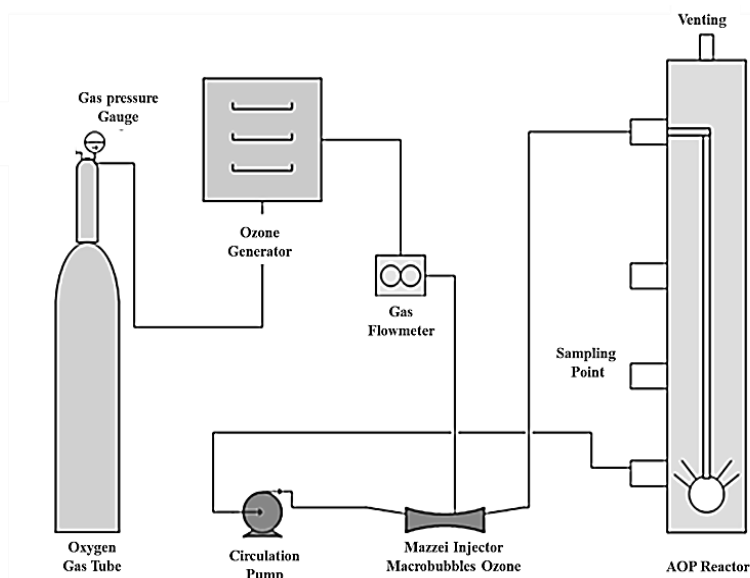 Venting
Gas pressure
Gauge
Ozone
Generator
Gas
Flowmeter
Sampling
Point
Oxygen
Gas Tube
Circulation
Pump
Mazzei Injector
Macrobubbles Ozone
AOP Reactor